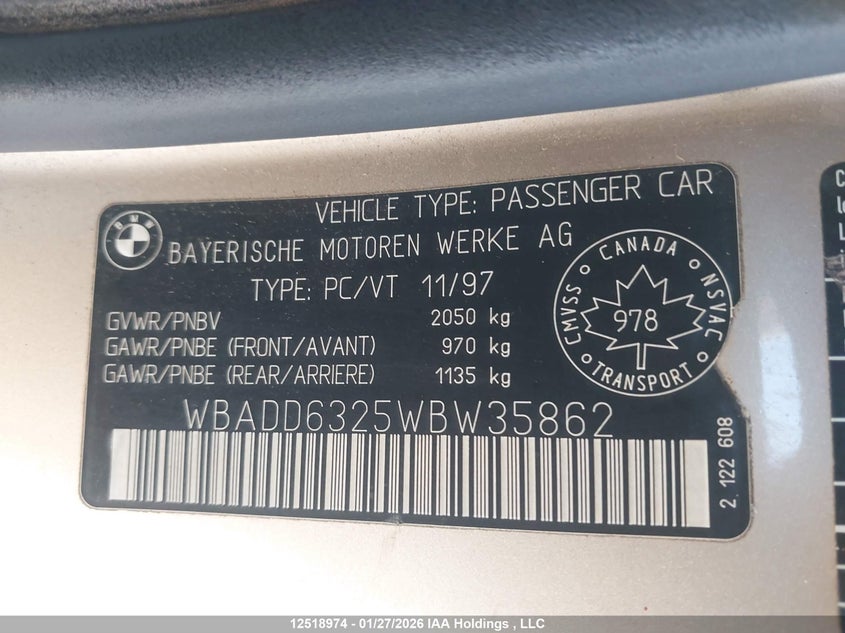 VEHICLE TYPE: PASSENGER CAR
BMW
BAYERISCHE MOTOREN WERKE AG
TYPE: PC/VT 11/97
GVWR/PNBV 2050 kg
GAWR/PNBE (FRONT/AVANT) 970 kg
GAWR/PNBE (REAR/ARRIERE) 1135 kg
CANADA
CMVSS
978
NSVAC
TRANSPORT
WBADD6325WBW35862
2 122 608
12518974 - 01/27/2026 IAA Holdings , LLC